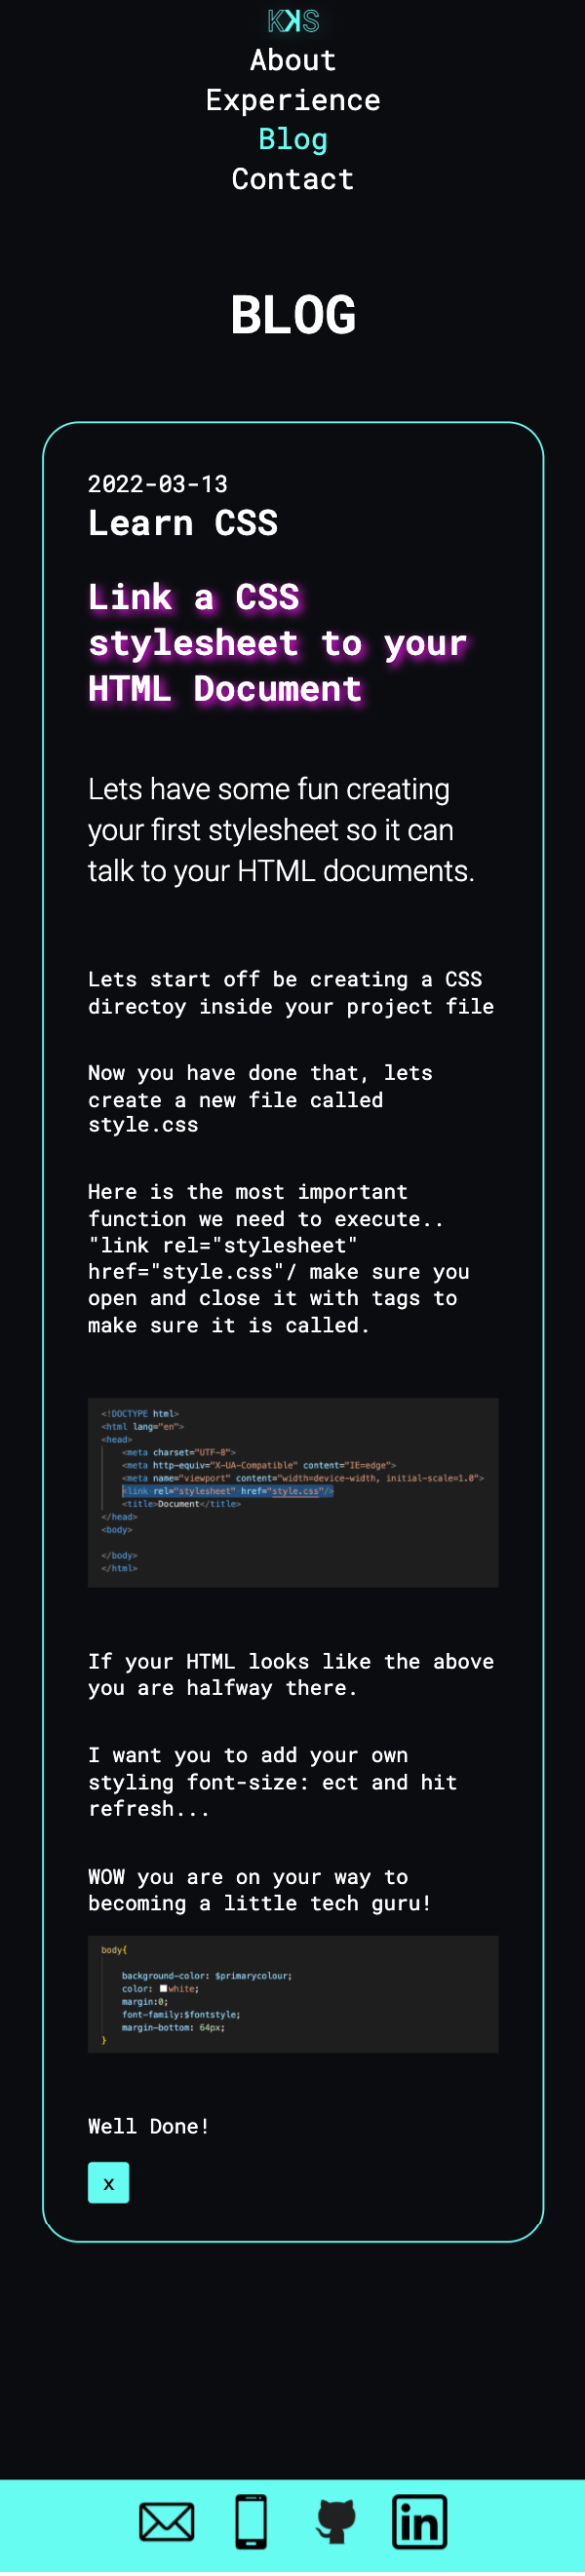 KKS
About
Experience
Blog
Contact
BLOG
2022-03-13
Learn CSS
Link a CSS
stylesheet to your
HTML Document
Lets have some fun creating
your first stylesheet so it can
talk to your HTML documents.
Lets start off be creating a CSS
directoy inside your project file
Now you have done that, lets
create a new file called
style.css
Here is the most important
function we need to execute..
"link rel="stylesheet"
href="style.css"/ make sure you
open and close it with tags to
make sure it is called.
<!DOCTYPE html>
<html lang="en">
<head>
<meta charset="UTF-8">
<meta http-equiv="X-UA-Compatible" content="IE=edge">
<meta name="viewport" content="width=device-width, initial-scale=1.0">
<link rel="stylesheet" href="style.css"/>
<title>Document</title>
</head>
<body>
</body>
</html>
If your HTML looks like the above
you are halfway there.
I want you to add your own
styling font-size: ect and hit
refresh...
WOW you are on your way to
becoming a little tech guru!
body{
background-color: $primarycolour;
color: white;
margin:0;
font-family:$fontstyle;
margin-bottom: 64px;
}
Well Done!
x
in